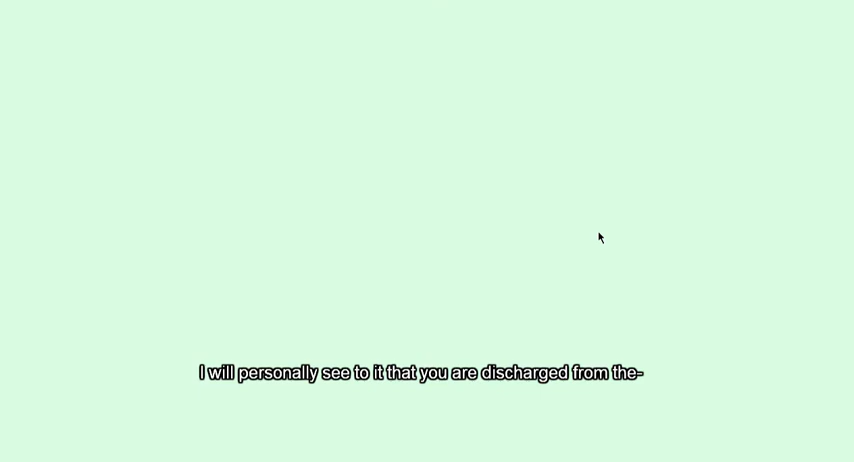 I will personally see to it that you are discharged from the-